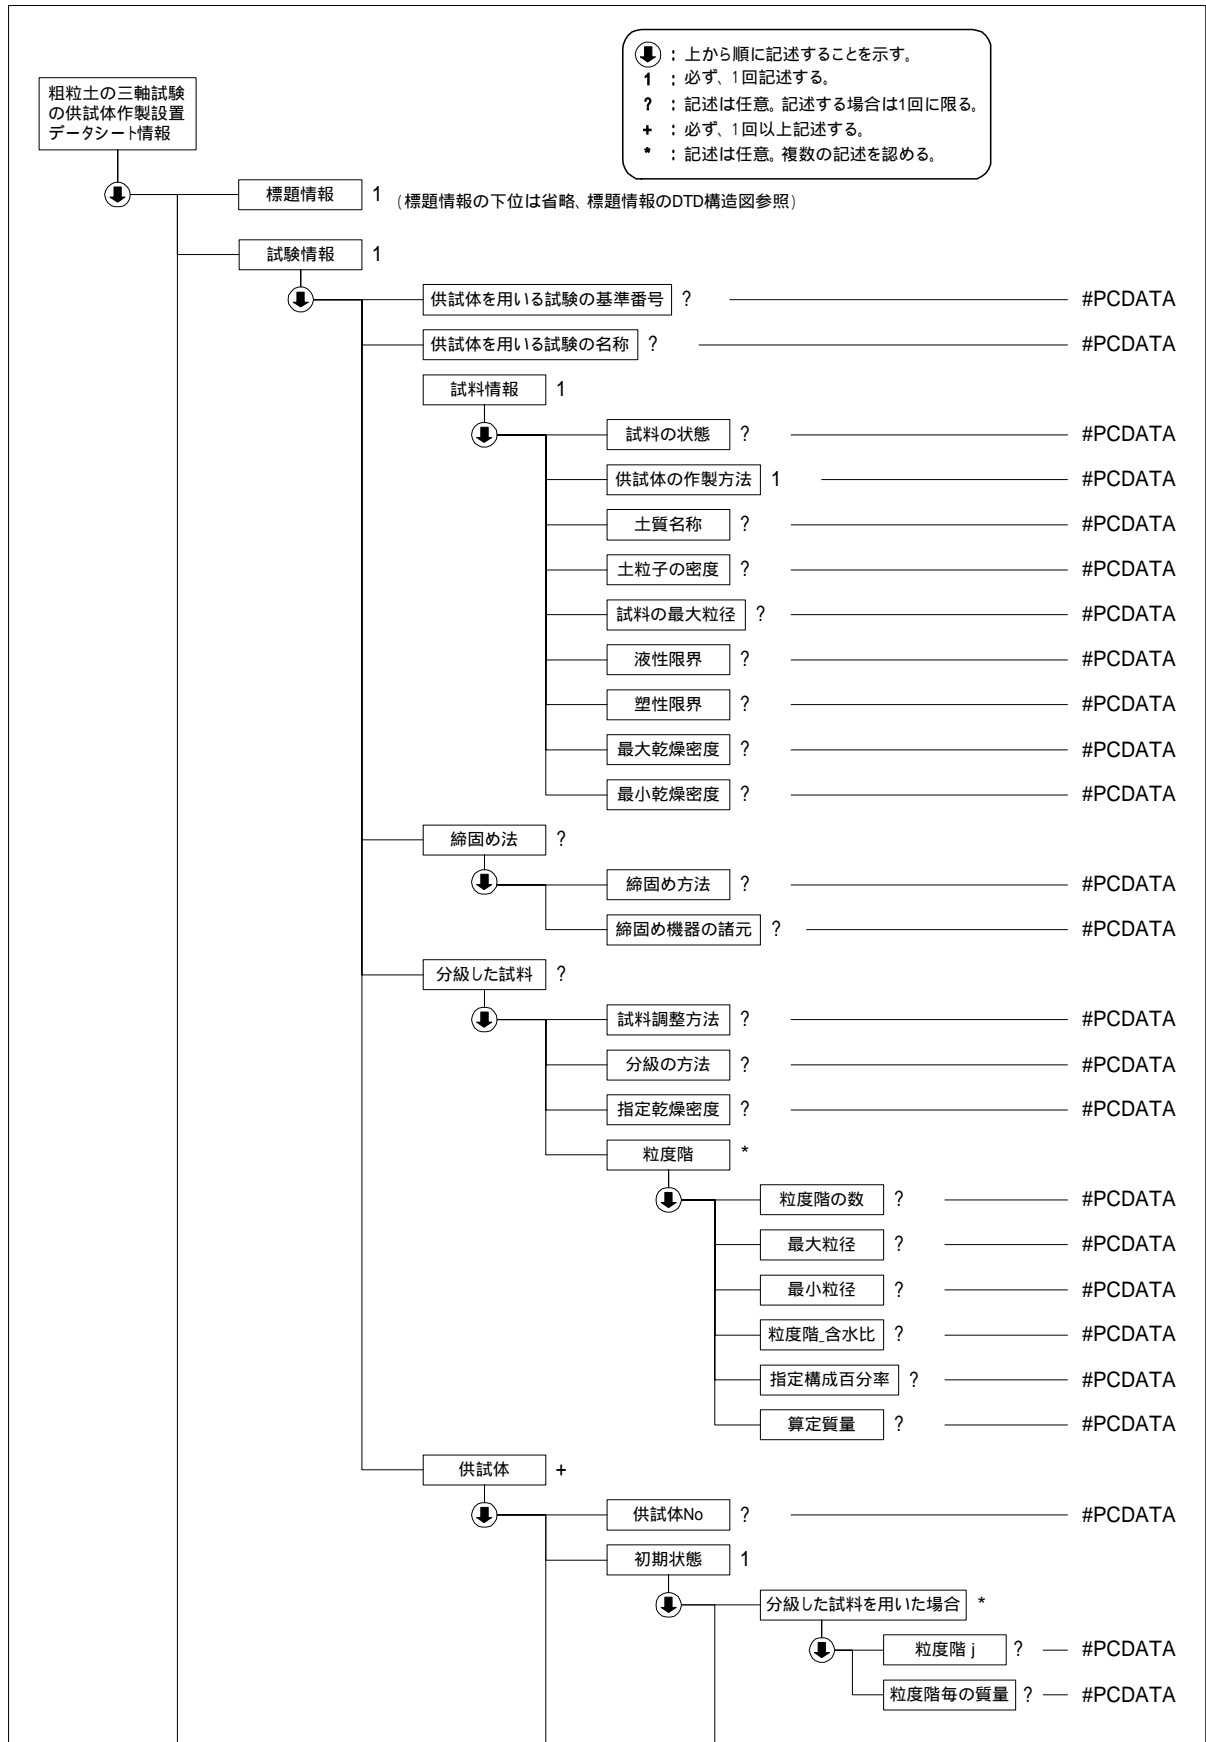 ：上から順に記述することを示す。
1 ：必ず、1回記述する。
? ：記述は任意。記述する場合は1回に限る。
+ ：必ず、1回以上記述する。
* ：記述は任意。複数の記述を認める。
粗粒土の三軸試験
の供試体作製設置
データシート情報
標題情報 1 (標題情報の下位は省略、標題情報のDTD構造図参照)
試験情報 1
供試体を用いる試験の基準番号 ? #PCDATA
供試体を用いる試験の名称 ? #PCDATA
試料情報 1
試料の状態 ? #PCDATA
供試体の作製方法 1 #PCDATA
土質名称 ? #PCDATA
土粒子の密度 ? #PCDATA
試料の最大粒径 ? #PCDATA
液性限界 ? #PCDATA
塑性限界 ? #PCDATA
最大乾燥密度 ? #PCDATA
最小乾燥密度 ? #PCDATA
締固め法 ?
締固め方法 ? #PCDATA
締固め機器の諸元 ? #PCDATA
分級した試料 ?
試料調整方法 ? #PCDATA
分級の方法 ? #PCDATA
指定乾燥密度 ? #PCDATA
粒度階 *
粒度階の数 ? #PCDATA
最大粒径 ? #PCDATA
最小粒径 ? #PCDATA
粒度階_含水比 ? #PCDATA
指定構成百分率 ? #PCDATA
算定質量 ? #PCDATA
供試体 +
供試体No ? #PCDATA
初期状態 1
分級した試料を用いた場合 *
粒度階 j ? #PCDATA
粒度階毎の質量 ? #PCDATA